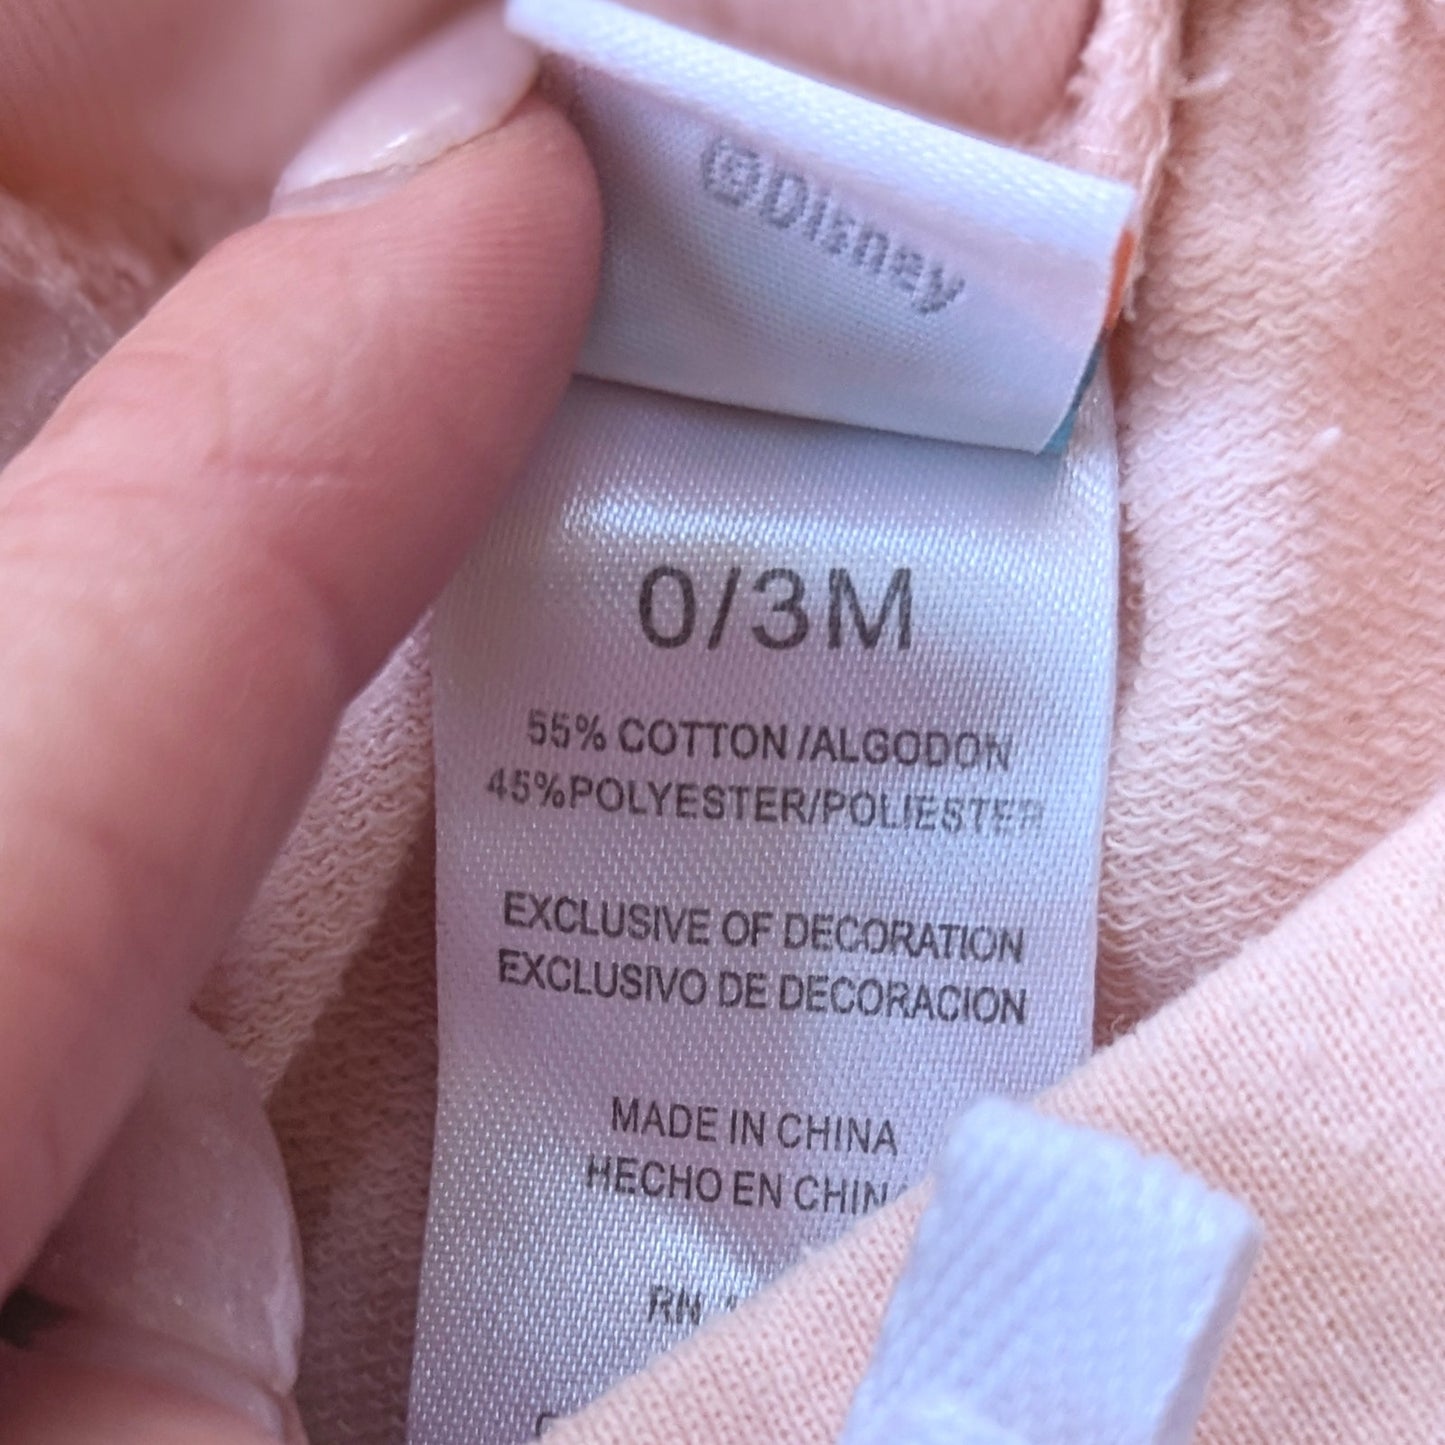 ©Disney
0/3M
55% COTTON/ALGODON
45%POLYESTER/POLIESTER
EXCLUSIVE OF DECORATION
EXCLUSIVO DE DECORACION
MADE IN CHINA
HECHO EN CHINA
RN